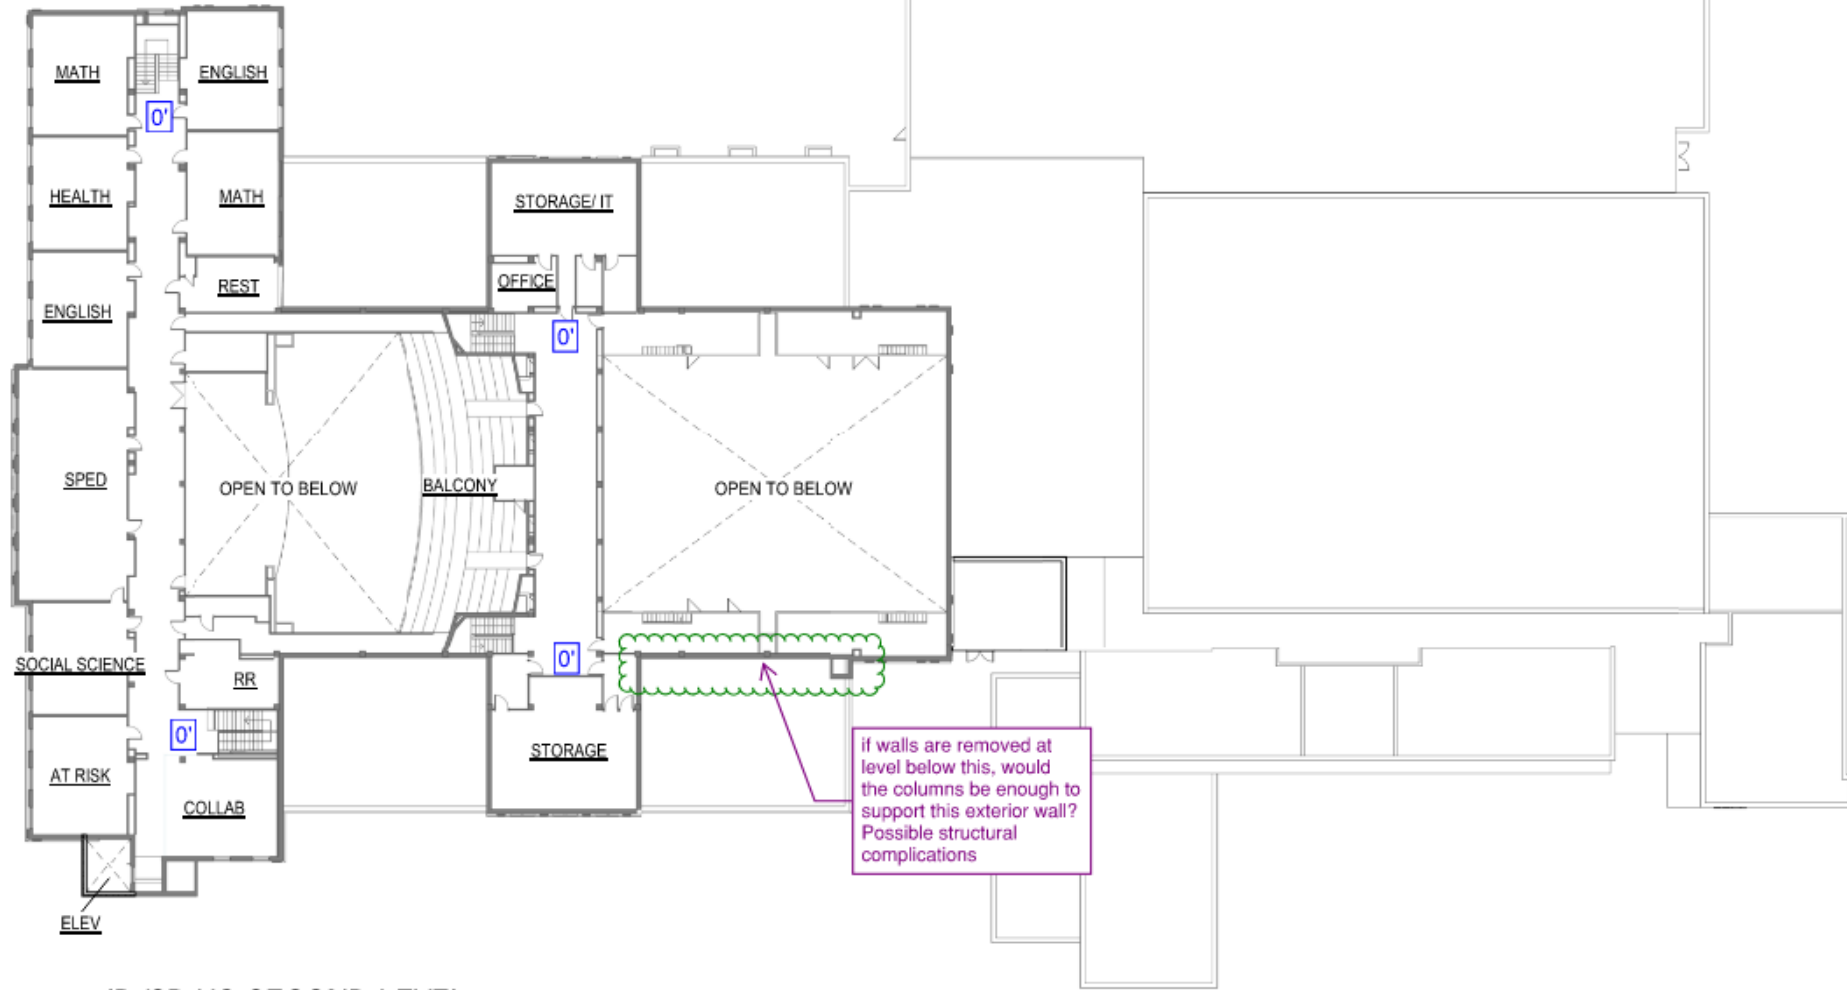 MATH
ENGLISH
0'
HEALTH
MATH
STORAGE/ IT
REST
OFFICE
ENGLISH
0'
SPED
OPEN TO BELOW
BALCONY
OPEN TO BELOW
SOCIAL SCIENCE
RR
0'
0'
STORAGE
AT RISK
COLLAB
if walls are removed at
level below this, would
the columns be enough to
support this exterior wall?
Possible structural
complications
ELEV
SECOND LEVEL